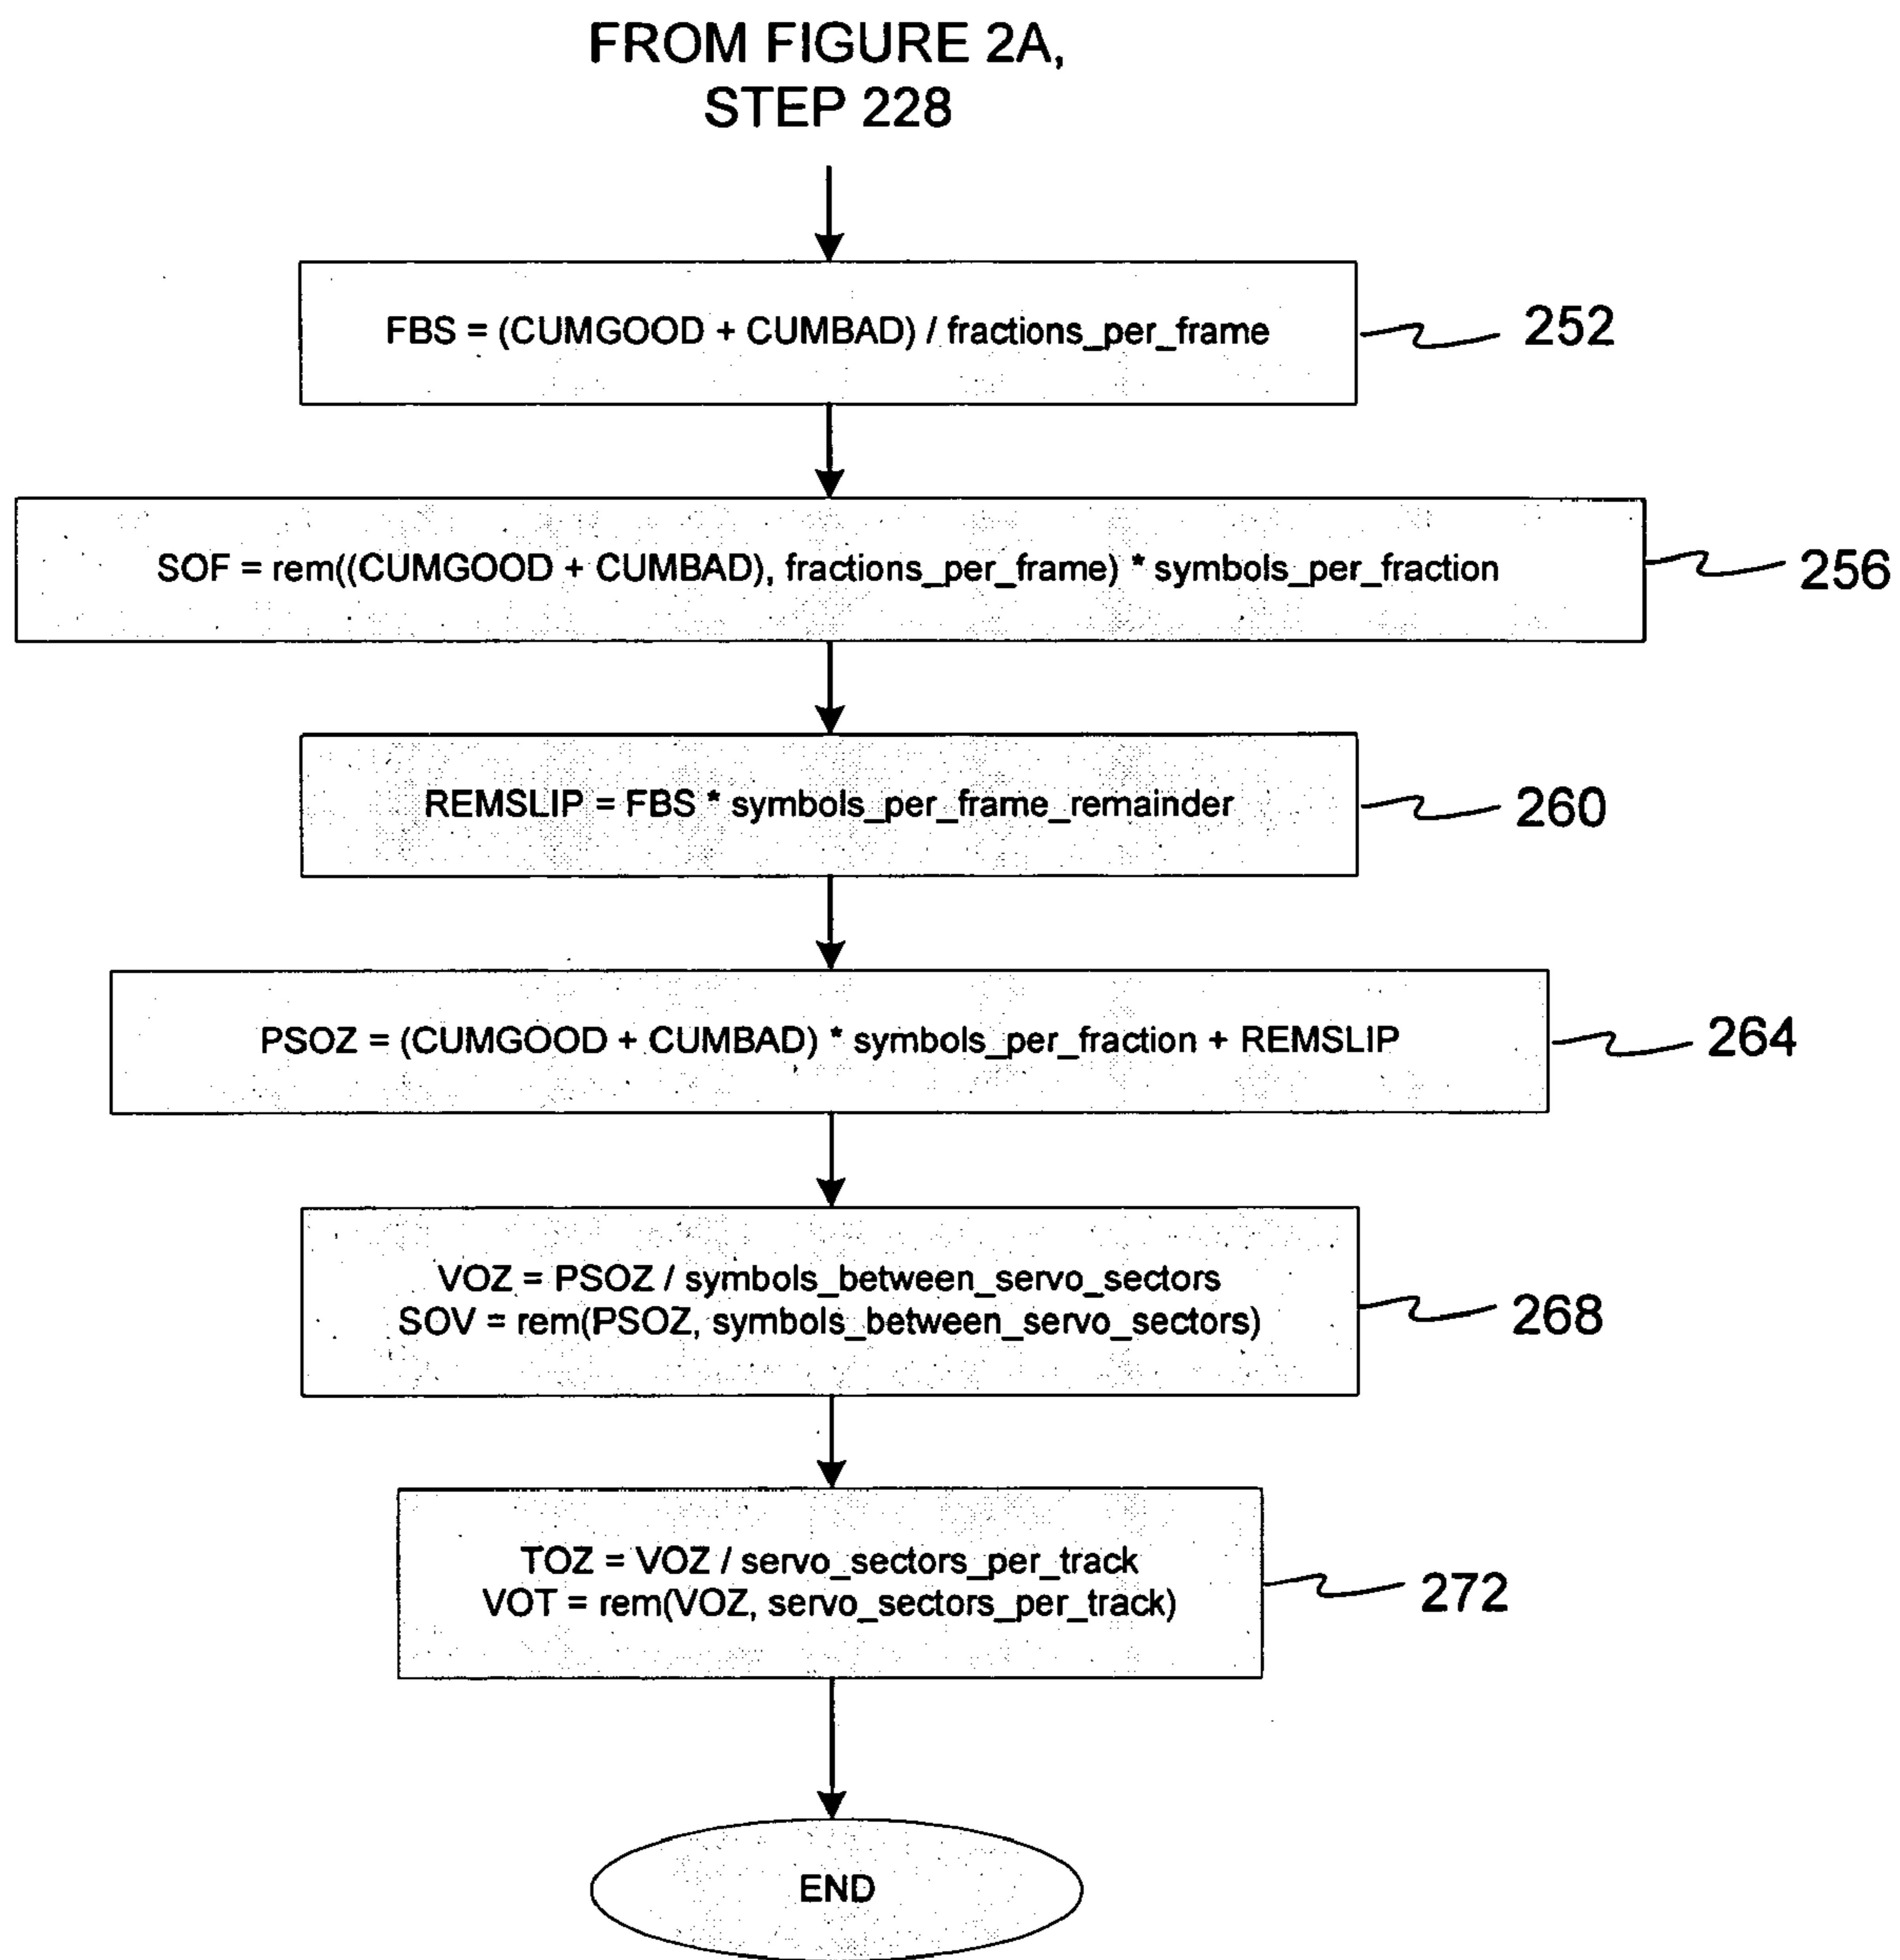 FROM FIGURE 2A,
STEP 228
FBS = (CUMGOOD + CUMBAD) / fractions_per_frame
252
SOF = rem((CUMGOOD + CUMBAD), fractions_per_frame) * symbols_per_fraction
256
REMSLIP = FBS * symbols_per_frame_remainder
260
PSOZ = (CUMGOOD + CUMBAD) * symbols_per_fraction + REMSLIP
264
VOZ = PSOZ / symbols_between_servo_sectors
SOV = rem(PSOZ, symbols_between_servo_sectors)
268
TOZ = VOZ / servo_sectors_per_track
VOT = rem(VOZ, servo_sectors_per_track)
272
END